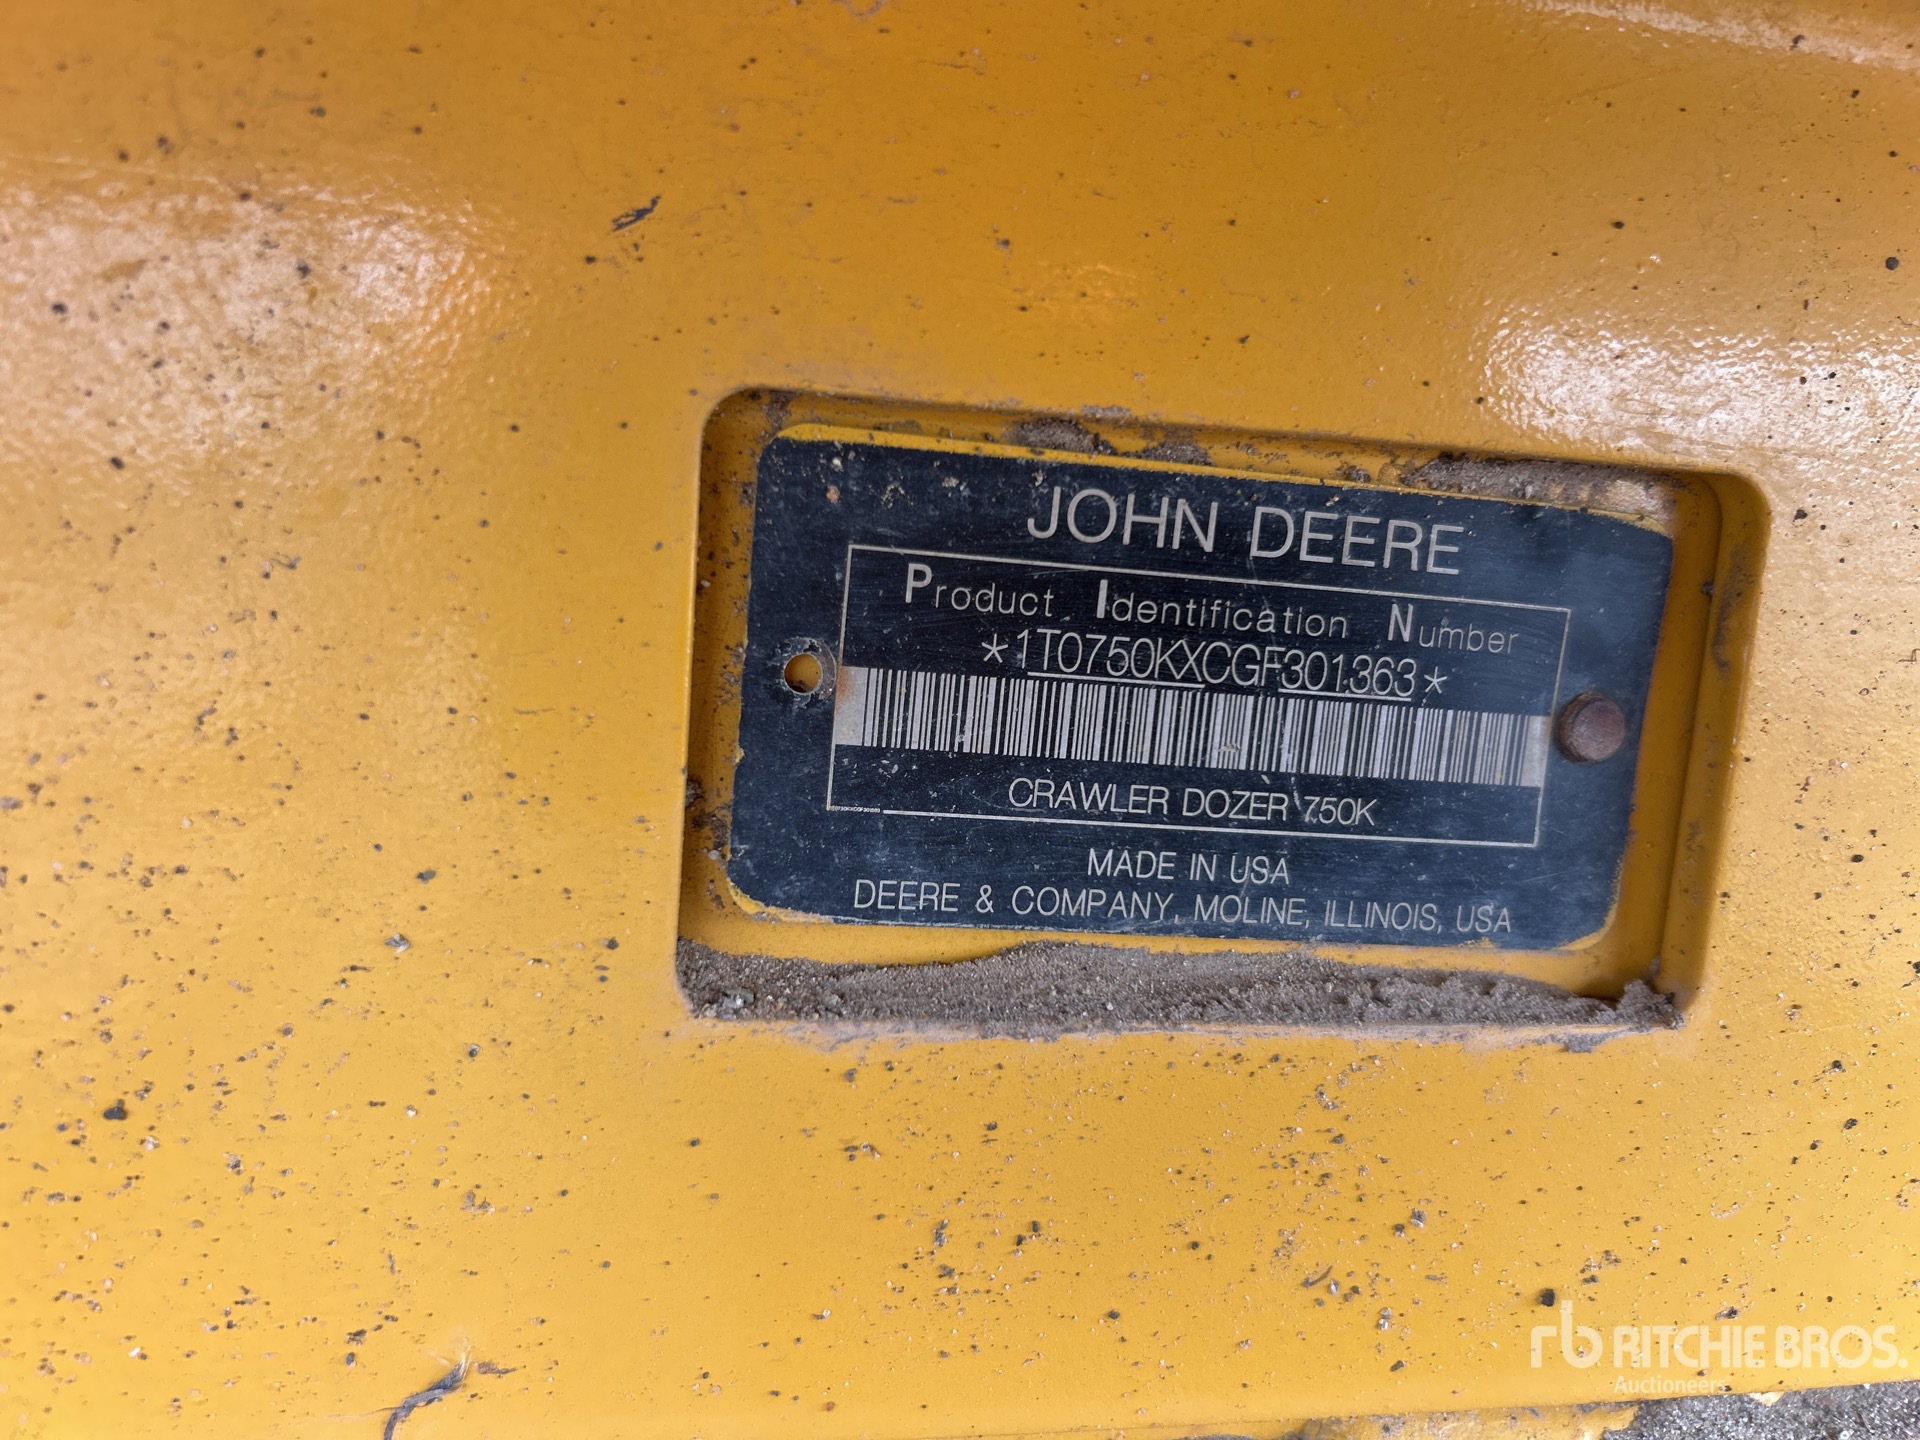 JOHN DEERE
Product Identification Number
*1T0750KXCGF301363*
CRAWLER DOZER 750K
MADE IN USA
DEERE & COMPANY, MOLINE, ILLINOIS, USA
rb RITCHIE BROS.
Auctioneers